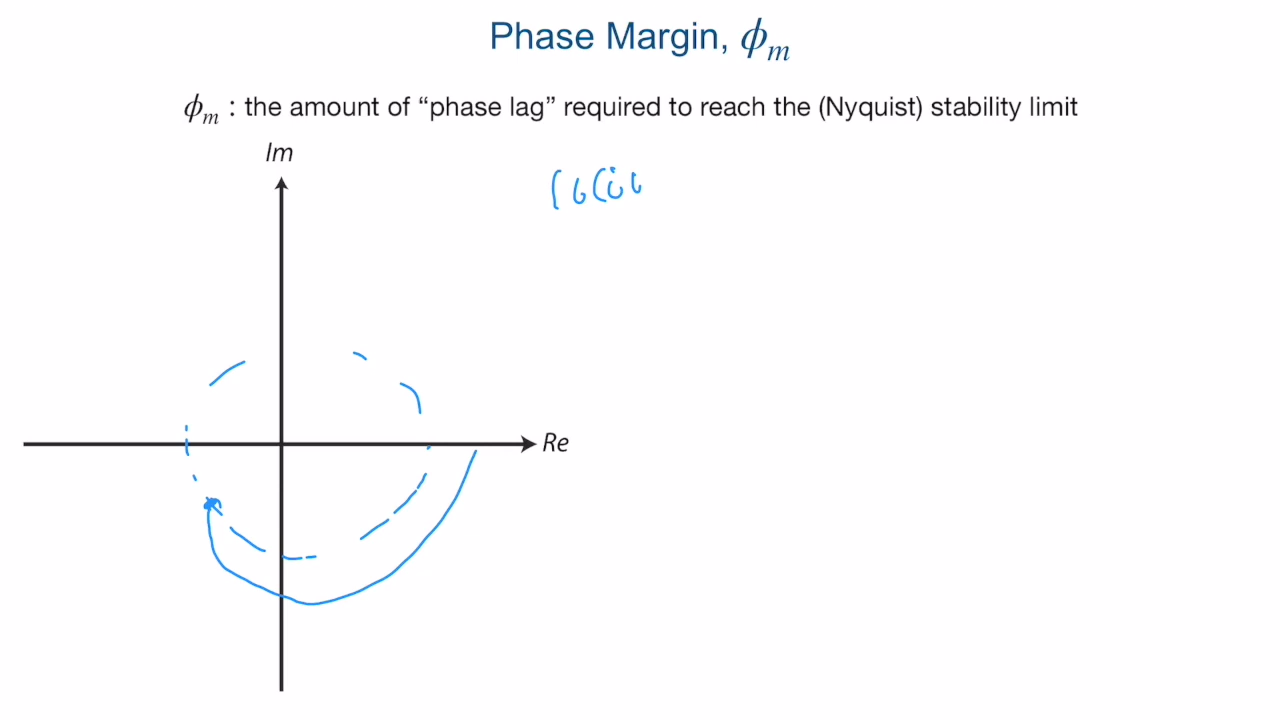 Phase Margin, ϕₘ
ϕₘ : the amount of “phase lag” required to reach the (Nyquist) stability limit
Im
Re